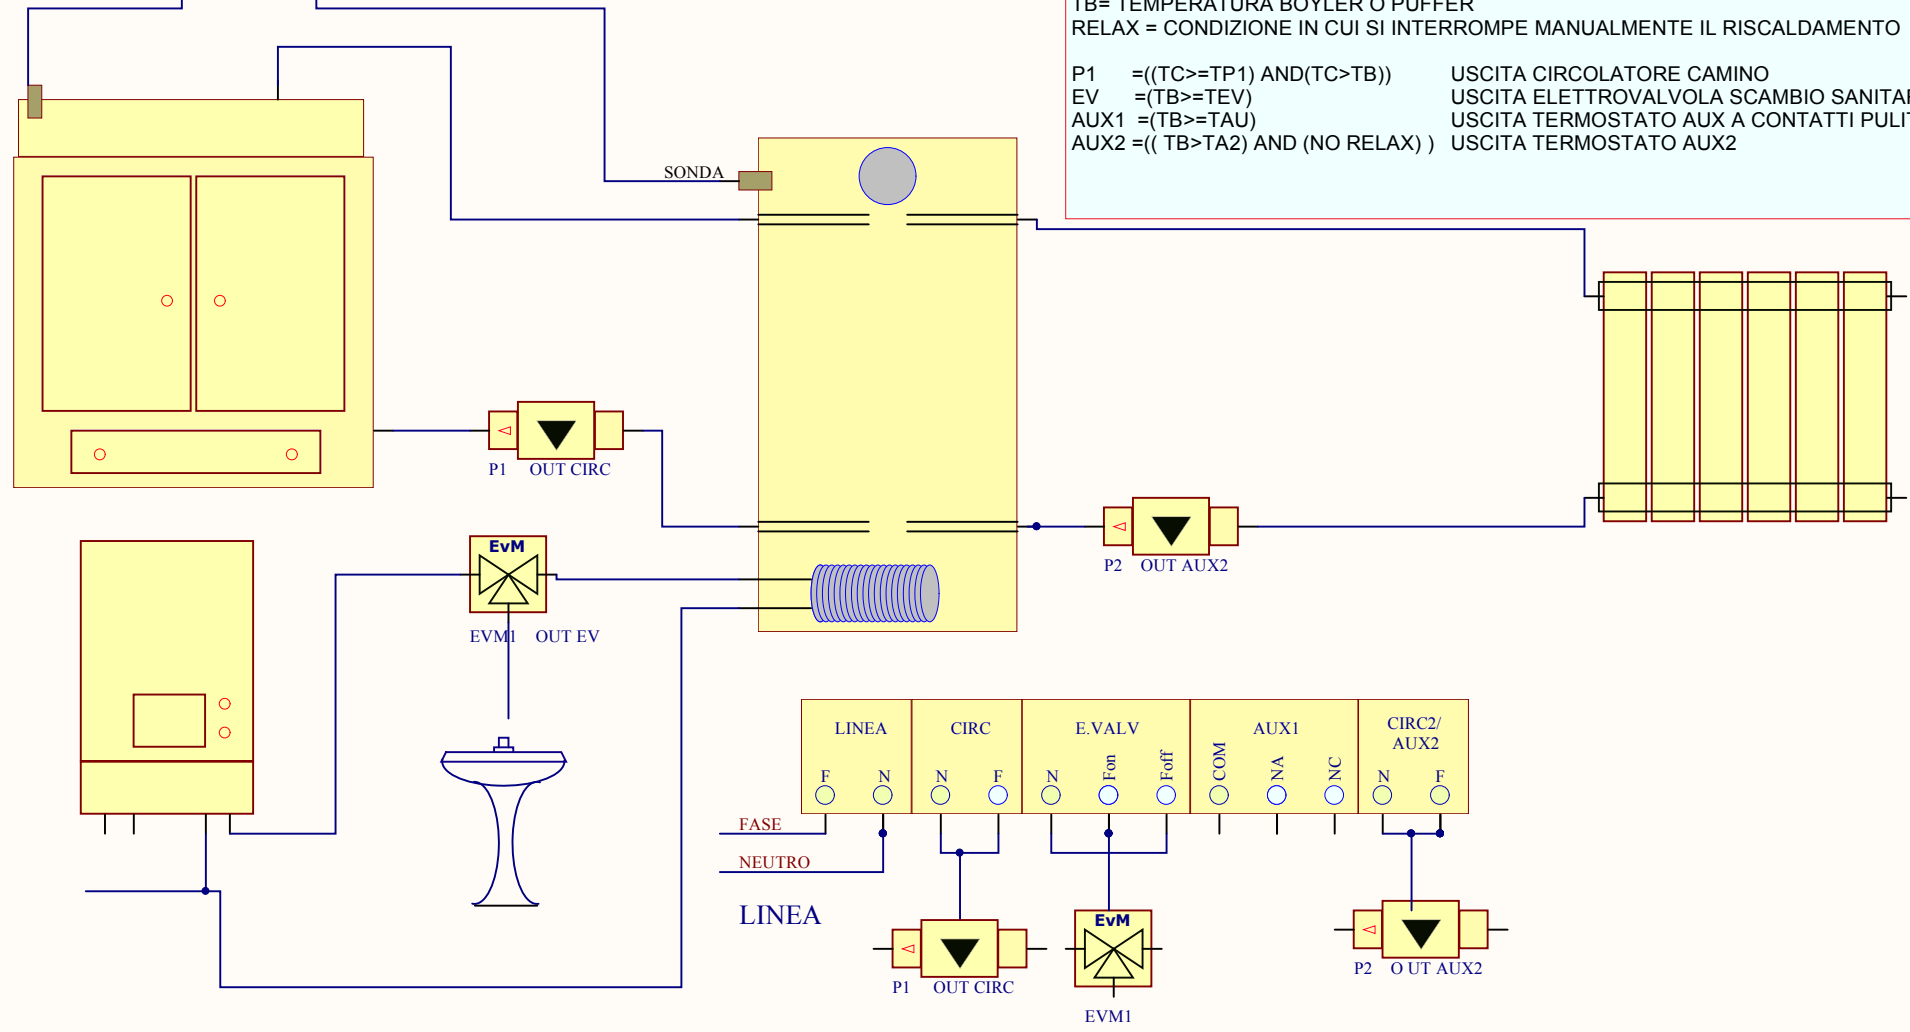 TB= TEMPERATURA BOYLER O PUFFER
RELAX = CONDIZIONE IN CUI SI INTERROMPE MANUALMENTE IL RISCALDAMENTO
P1 =((TC>=TP1) AND(TC>TB)) USCITA CIRCOLATORE CAMINO
EV =(TB>=TEV) USCITA ELETTROVALVOLA SCAMBIO
AUX1 =(TB>=TAU) USCITA TERMOSTATO AUX A CONTATTI
AUX2 =(( TB>TA2) AND (NO RELAX) ) USCITA TERMOSTATO AUX2
SONDA
P1 OUT CIRC
P2 OUT AUX2
EvM
EVM1 OUT EV
LINEA CIRC E.VALV AUX1 CIRC2/
AUX2
F N N F N Fon Foff COM NA NC N F
FASE
NEUTRO
LINEA
P1 OUT CIRC
EvM
EVM1
P2 O UT AUX2